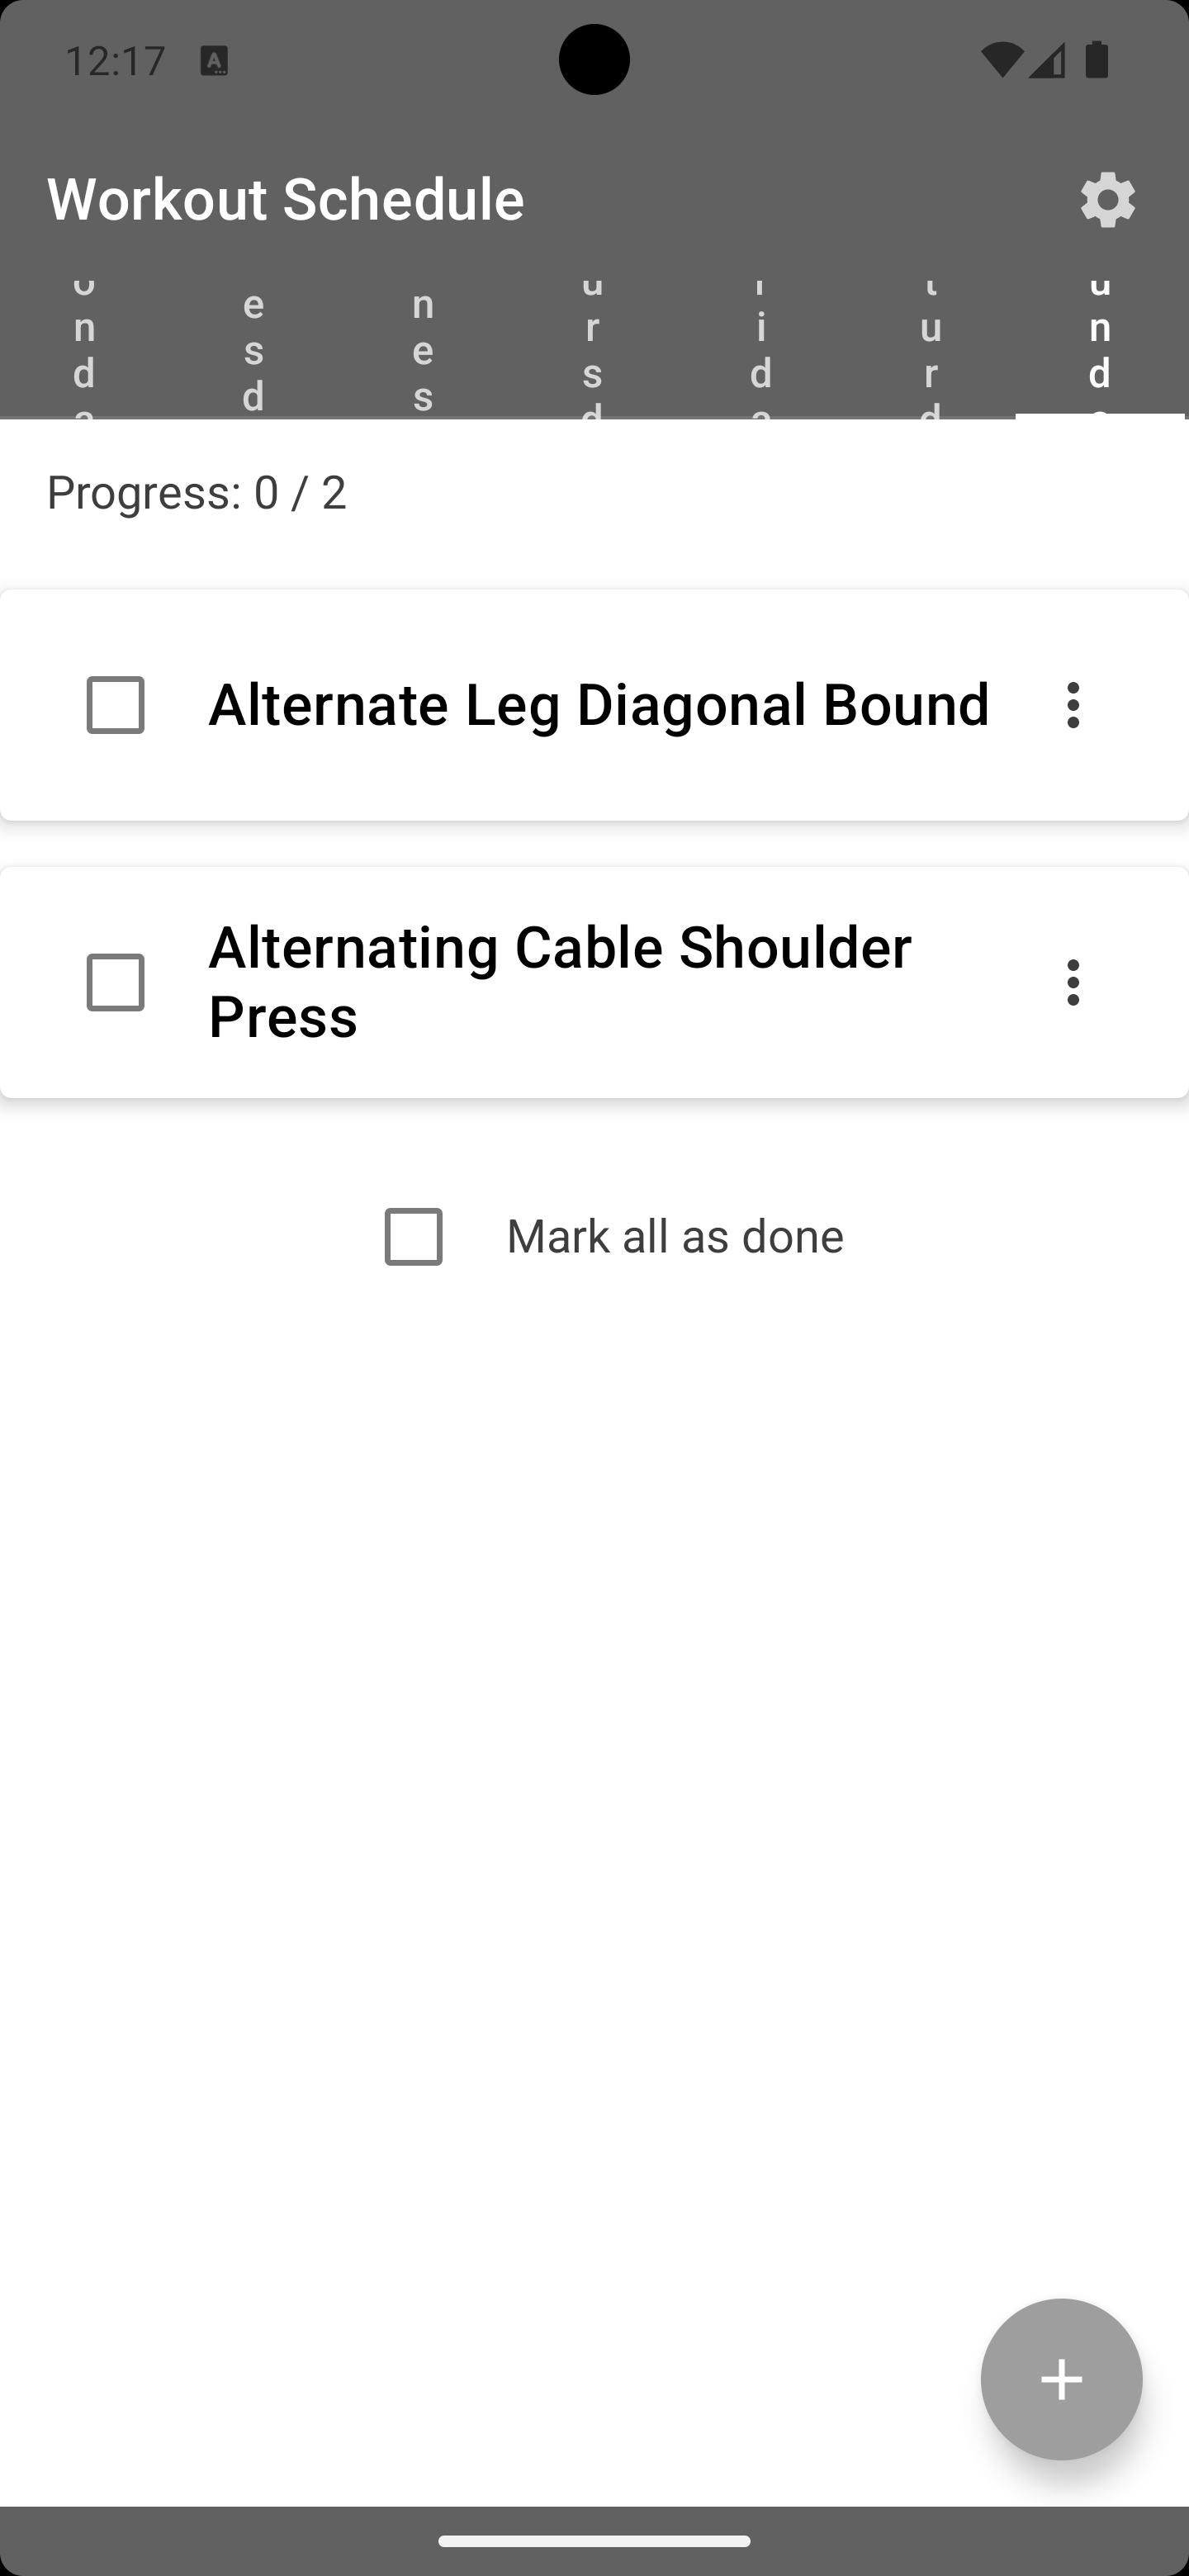 12:17
Workout Schedule
Progress: 0 / 2
Alternate Leg Diagonal Bound
Alternating Cable Shoulder
Press
Mark all as done